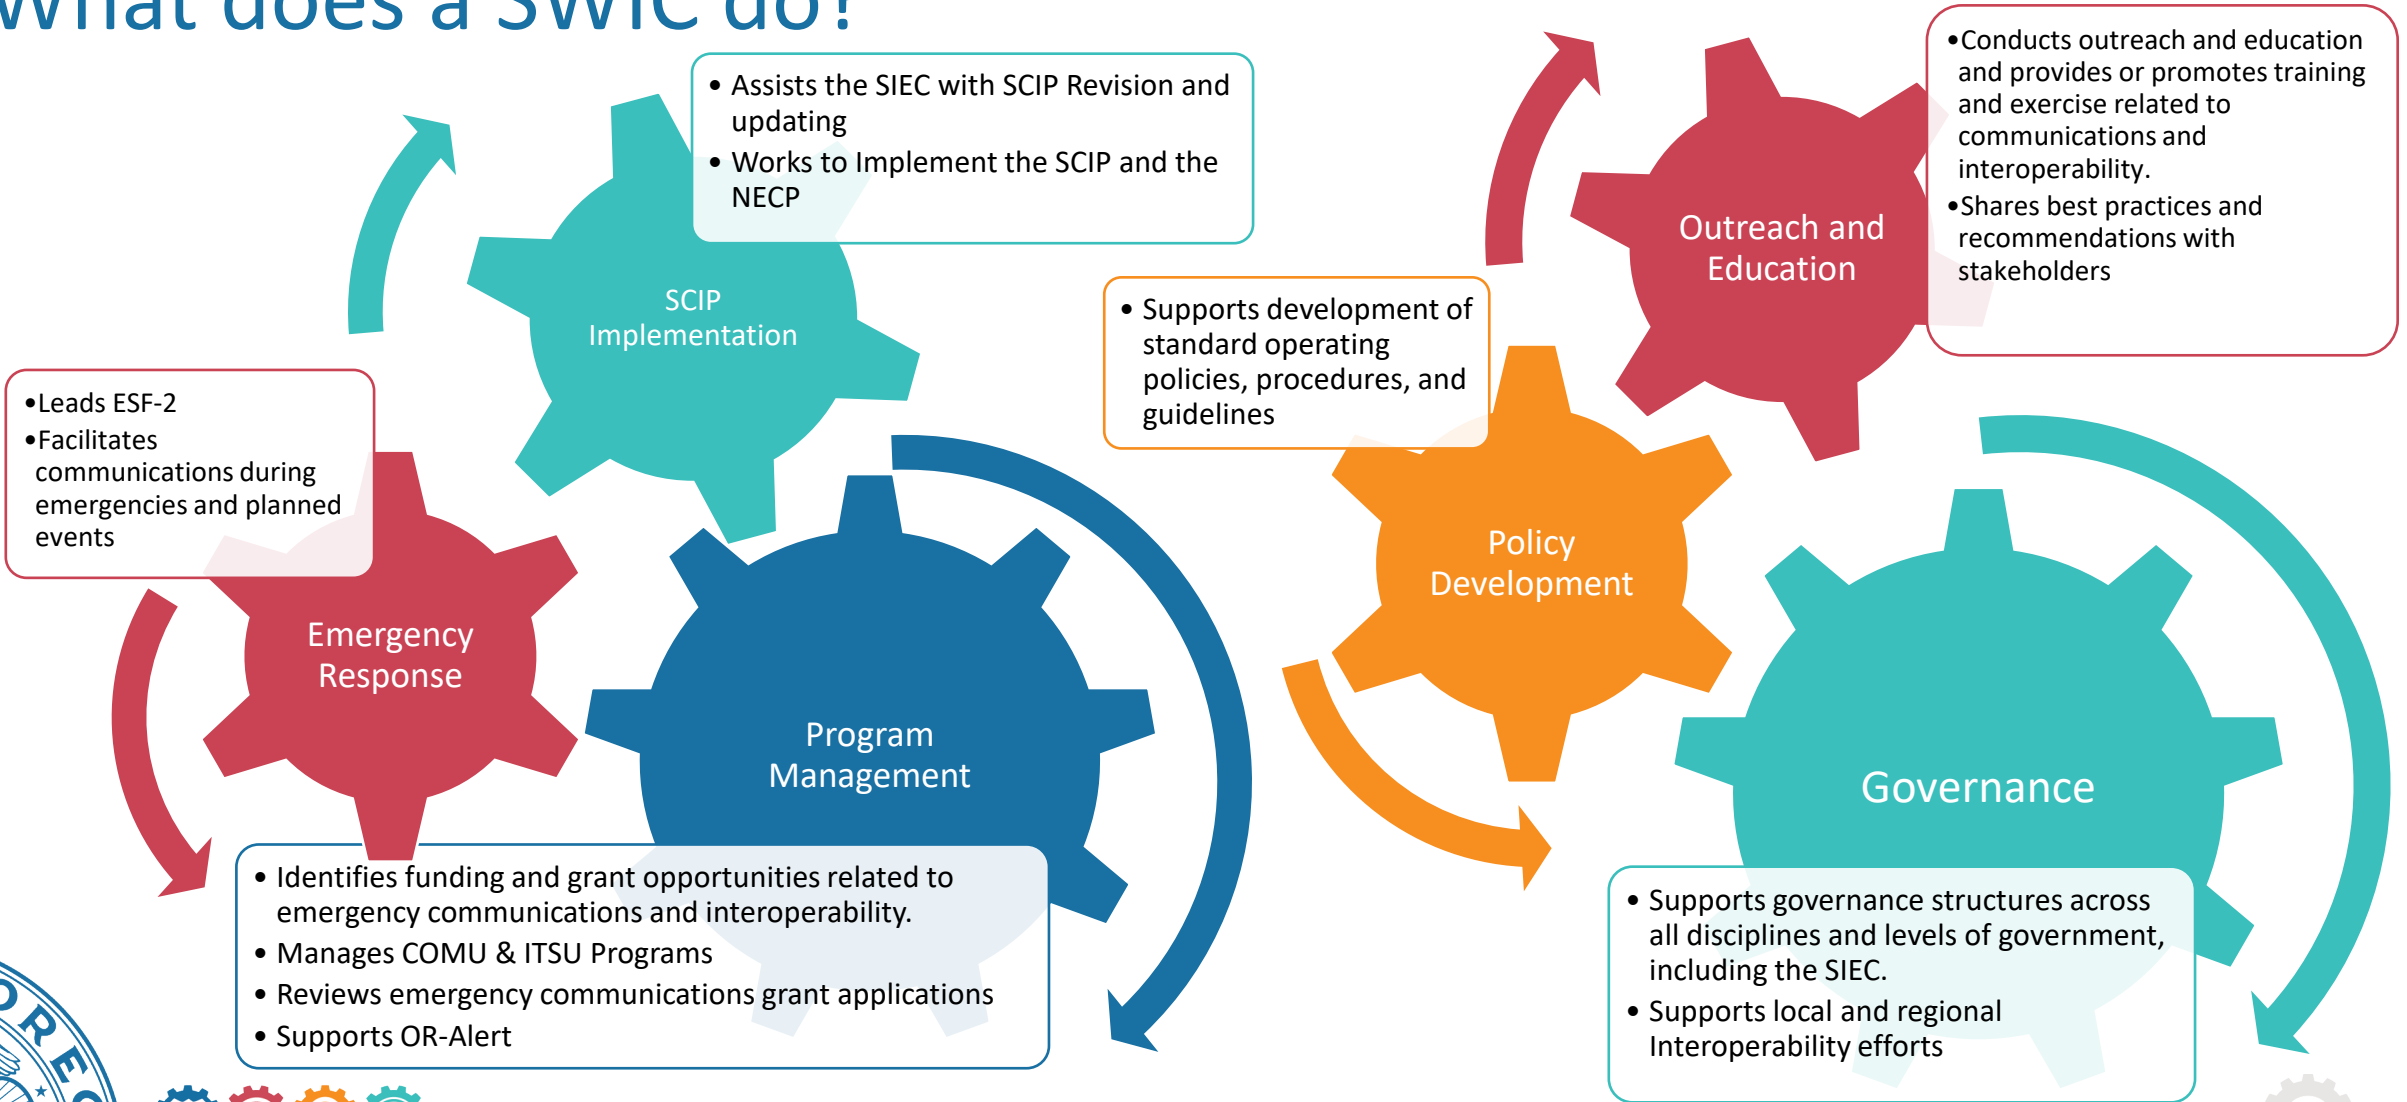 What does a SWIC do?
• Assists the SIEC with SCIP Revision and
updating
• Works to Implement the SCIP and the
NECP
SCIP
Implementation
•Leads ESF-2
•Facilitates
communications during
emergencies and planned
events
Emergency
Response
Program
Management
• Identifies funding and grant opportunities related to
emergency communications and interoperability.
• Manages COMU & ITSU Programs
• Reviews emergency communications grant applications
• Supports OR-Alert
•Conducts outreach and education
and provides or promotes training
and exercise related to
communications and
interoperability.
•Shares best practices and
recommendations with
stakeholders
Outreach and
Education
• Supports development of
standard operating
policies, procedures, and
guidelines
Policy
Development
Governance
• Supports governance structures across
all disciplines and levels of government,
including the SIEC.
• Supports local and regional
Interoperability efforts